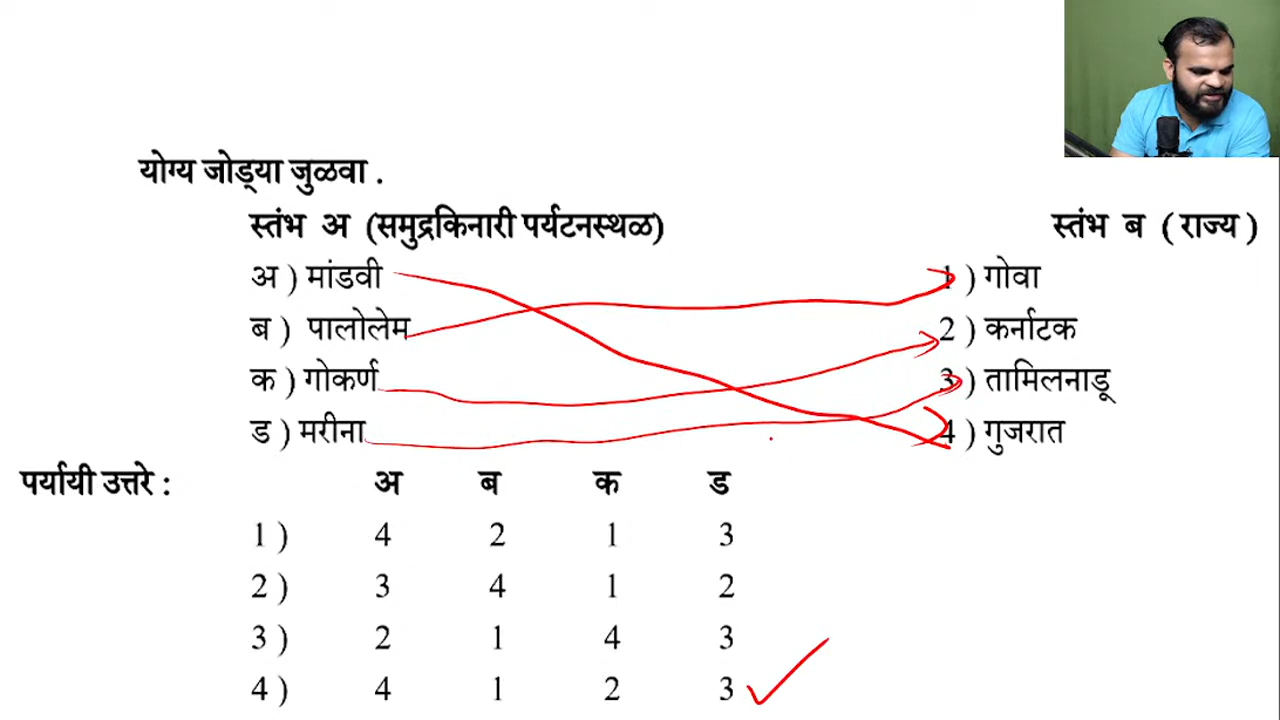 योग्य जोड्या जुळवा .
स्तंभ अ (समुद्रकिनारी पर्यटनस्थळ) स्तंभ ब ( राज्य )
अ ) मांडवी 1 ) गोवा
ब ) पालोलेम 2 ) कर्नाटक
क ) गोकर्ण 3 ) तामिलनाडू
ड ) मरीना 4 ) गुजरात
पर्यायी उत्तरे : अ ब क ड
1 ) 4 2 1 3
2 ) 3 4 1 2
3 ) 2 1 4 3
4 ) 4 1 2 3